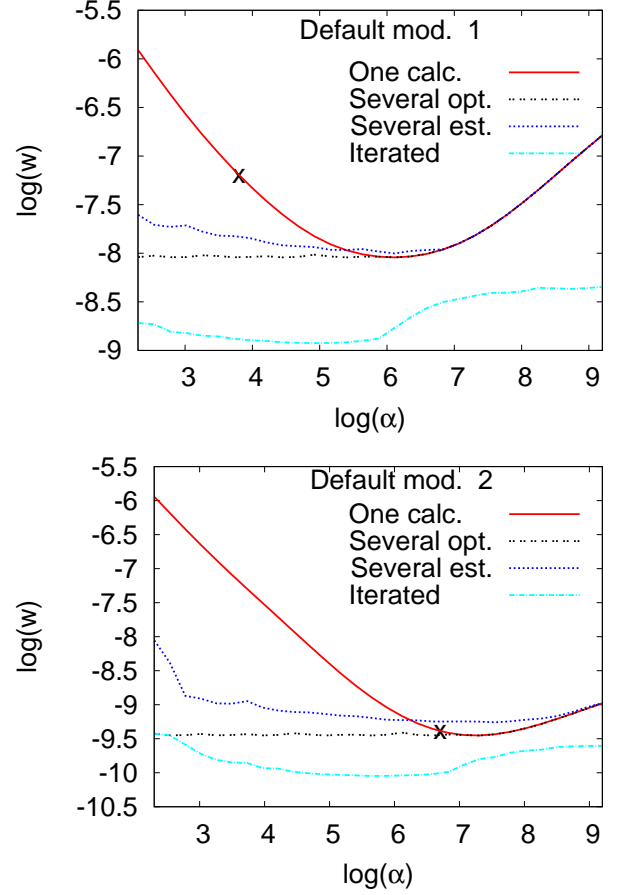 -5.5
Default mod. 1
-6
One calc.
Several opt.
-6.5
Several est.
Iterated
-7
-7.5
-8
-8.5
-9
log(w)
X
3 4 5 6 7 8 9
log(α)
-5.5
Default mod. 2
-6
One calc.
-6.5
Several opt.
-7
Several est.
Iterated
-7.5
-8
-8.5
-9
-9.5
-10
-10.5
log(w)
X
3 4 5 6 7 8 9
log(α)